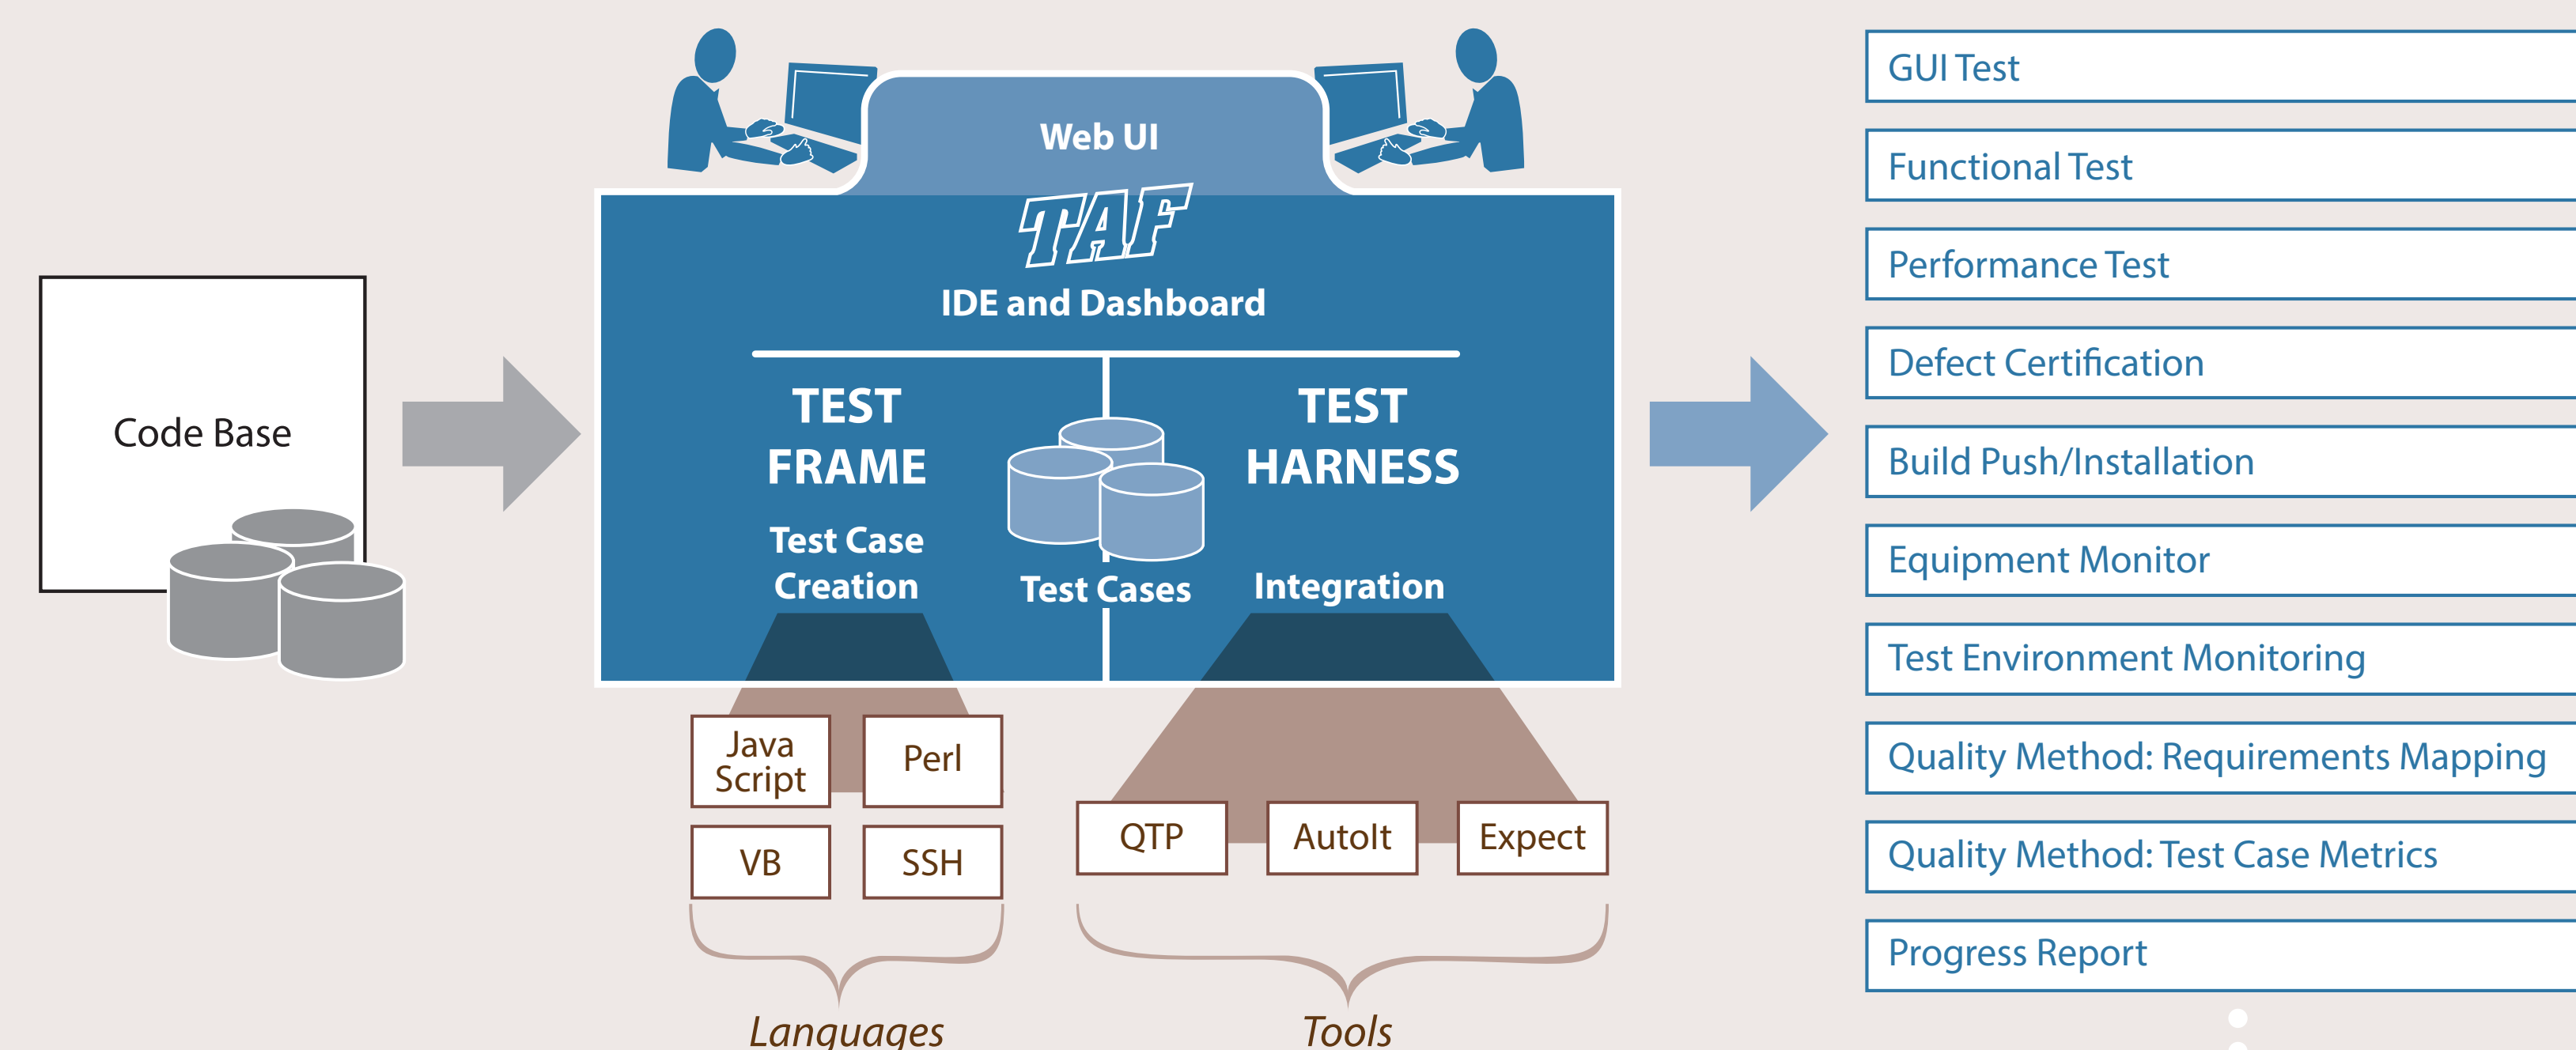 Code Base
Web UI
TAF
IDE and Dashboard
TEST
FRAME
Test Case
Creation
Test Cases
TEST
HARNESS
Integration
Java
Script
Perl
VB
SSH
Languages
QTP
AutoIt
Expect
Tools
GUI Test
Functional Test
Performance Test
Defect Certification
Build Push/Installation
Equipment Monitor
Test Environment Monitoring
Quality Method: Requirements Mapping
Quality Method: Test Case Metrics
Progress Report